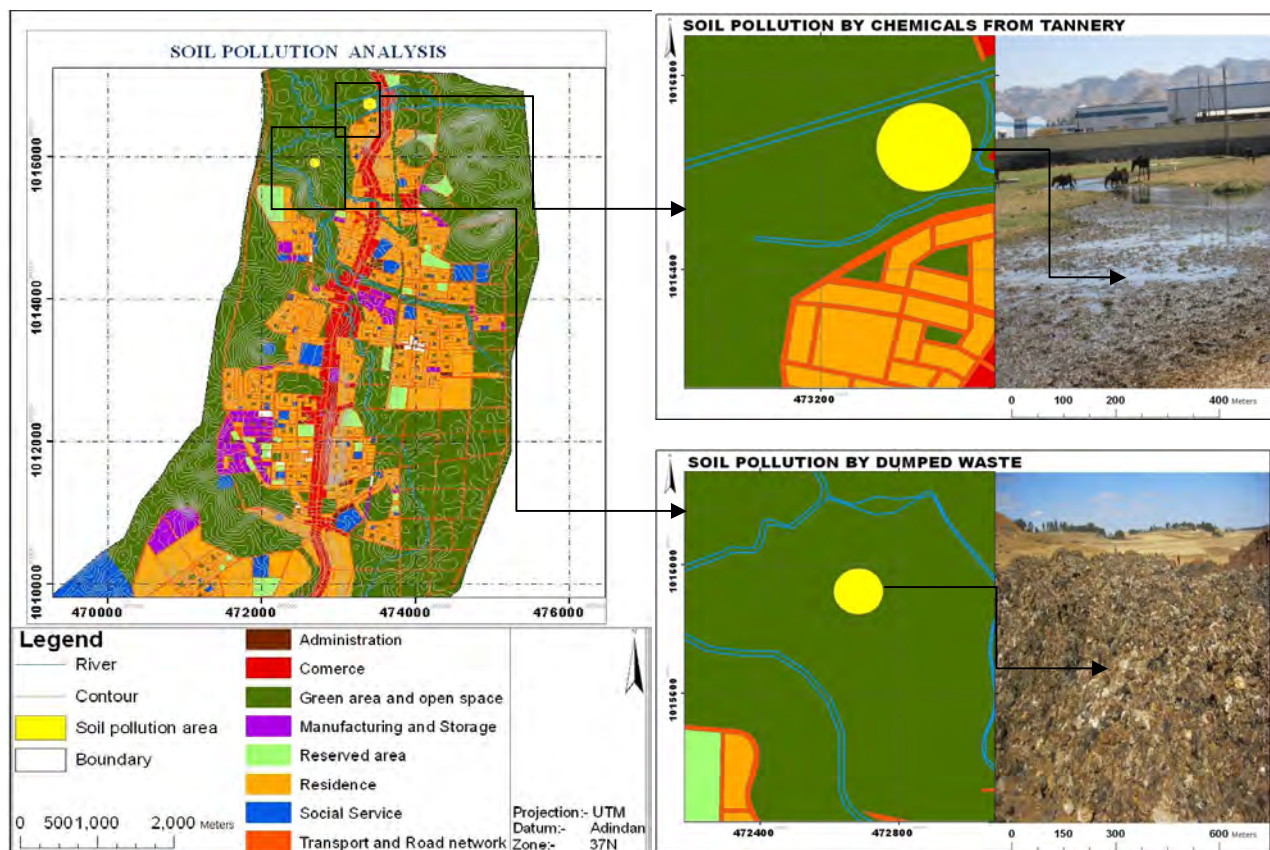 SOIL POLLUTION ANALYSIS
1016000
1014000
1012000
1010000
470000
472000
474000
476000
Legend
River
Contour
Soil pollution area
Boundary
0 500 1,000 2,000 Meters
Administration
Comerce
Green area and open space
Manufacturing and Storage
Reserved area
Residence
Social Service
Transport and Road network
Projection:- UTM
Datum:- Adindan
Zone:- 37N
SOIL POLLUTION BY CHEMICALS FROM TANNERY
1016800
1016400
473200
0 100 200 400 Meters
SOIL POLLUTION BY DUMPED WASTE
1016000
1015600
472400
472800
0 150 300 600 Meters